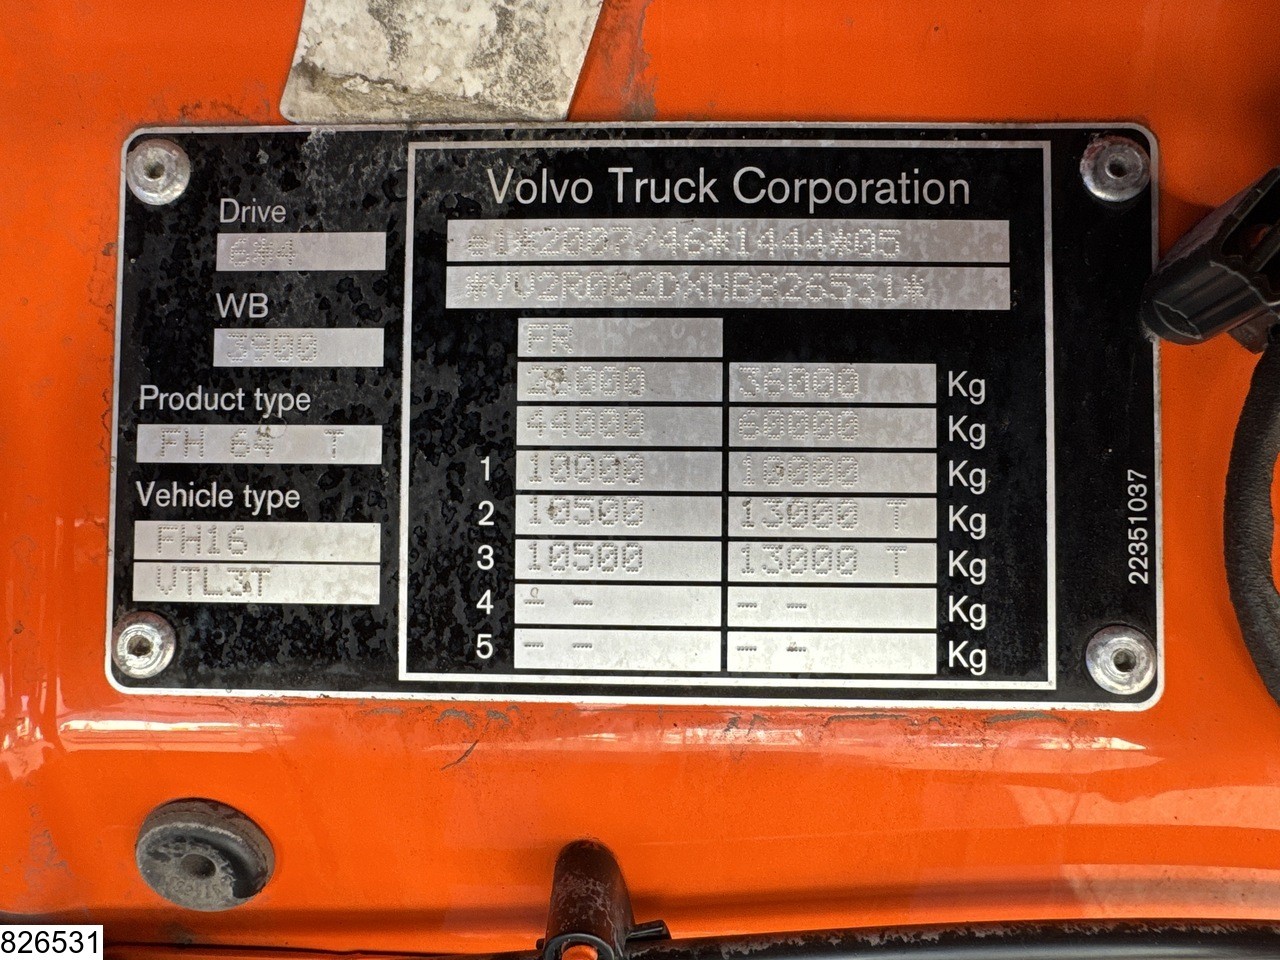 Volvo Truck Corporation
Drive
6*4
WB
3900
Product type
FH 64 T
Vehicle type
FH16
VTL3T
e1*2007/46*1444*05
*YV2R002DXHB826531*
FR
26000 36000 Kg
44000 60000 Kg
1 10000 10000 Kg
2 10500 13000 T Kg
3 10500 13000 T Kg
4 -- -- -- -- Kg
5 -- -- -- -- Kg
22351037
826531